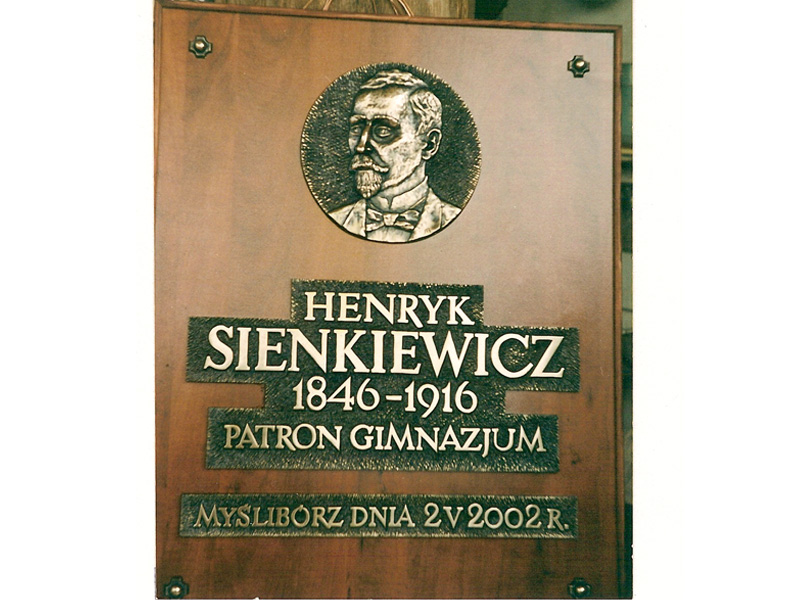 HENRYK
SIENKIEWICZ
1846-1916
PATRON GIMNAZJUM
MYŚLIBÓRZ DNIA 2 V 2002 R.